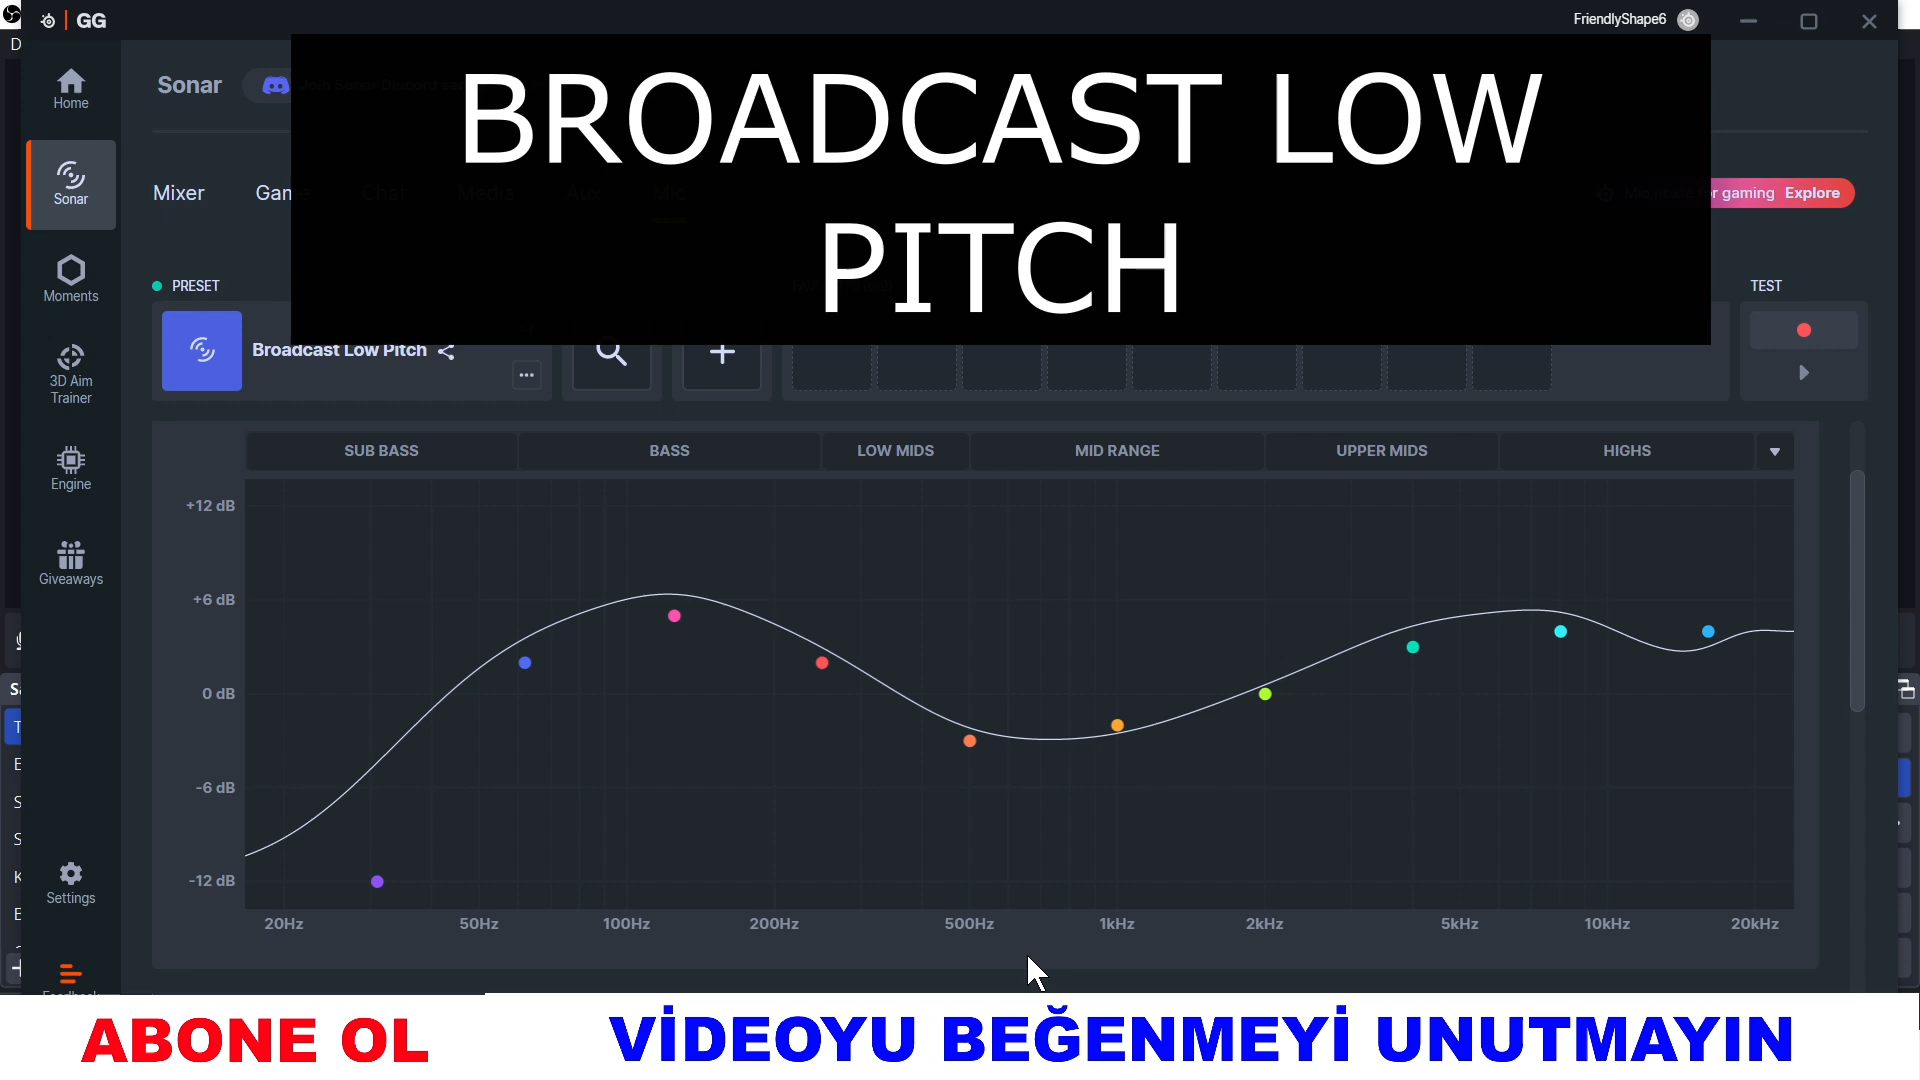 GG
FriendlyShape6
BROADCAST LOW
PITCH
Home
Sonar
Sonar
Moments
3D Aim
Trainer
Engine
Giveaways
Settings
Mixer
r gaming Explore
PRESET
TEST
Broadcast Low Pitch
SUB BASS
BASS
LOW MIDS
MID RANGE
UPPER MIDS
HIGHS
+12 dB
+6 dB
0 dB
-6 dB
-12 dB
20Hz
50Hz
100Hz
200Hz
500Hz
1kHz
2kHz
5kHz
10kHz
20kHz
ABONE OL
VİDEOYU BEĞENMEYİ UNUTMAYIN